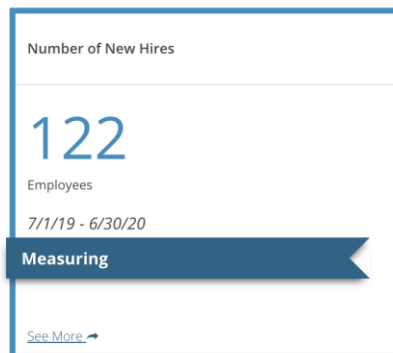 Number of New Hires
122
Employees
7/1/19 - 6/30/20
Measuring
See More